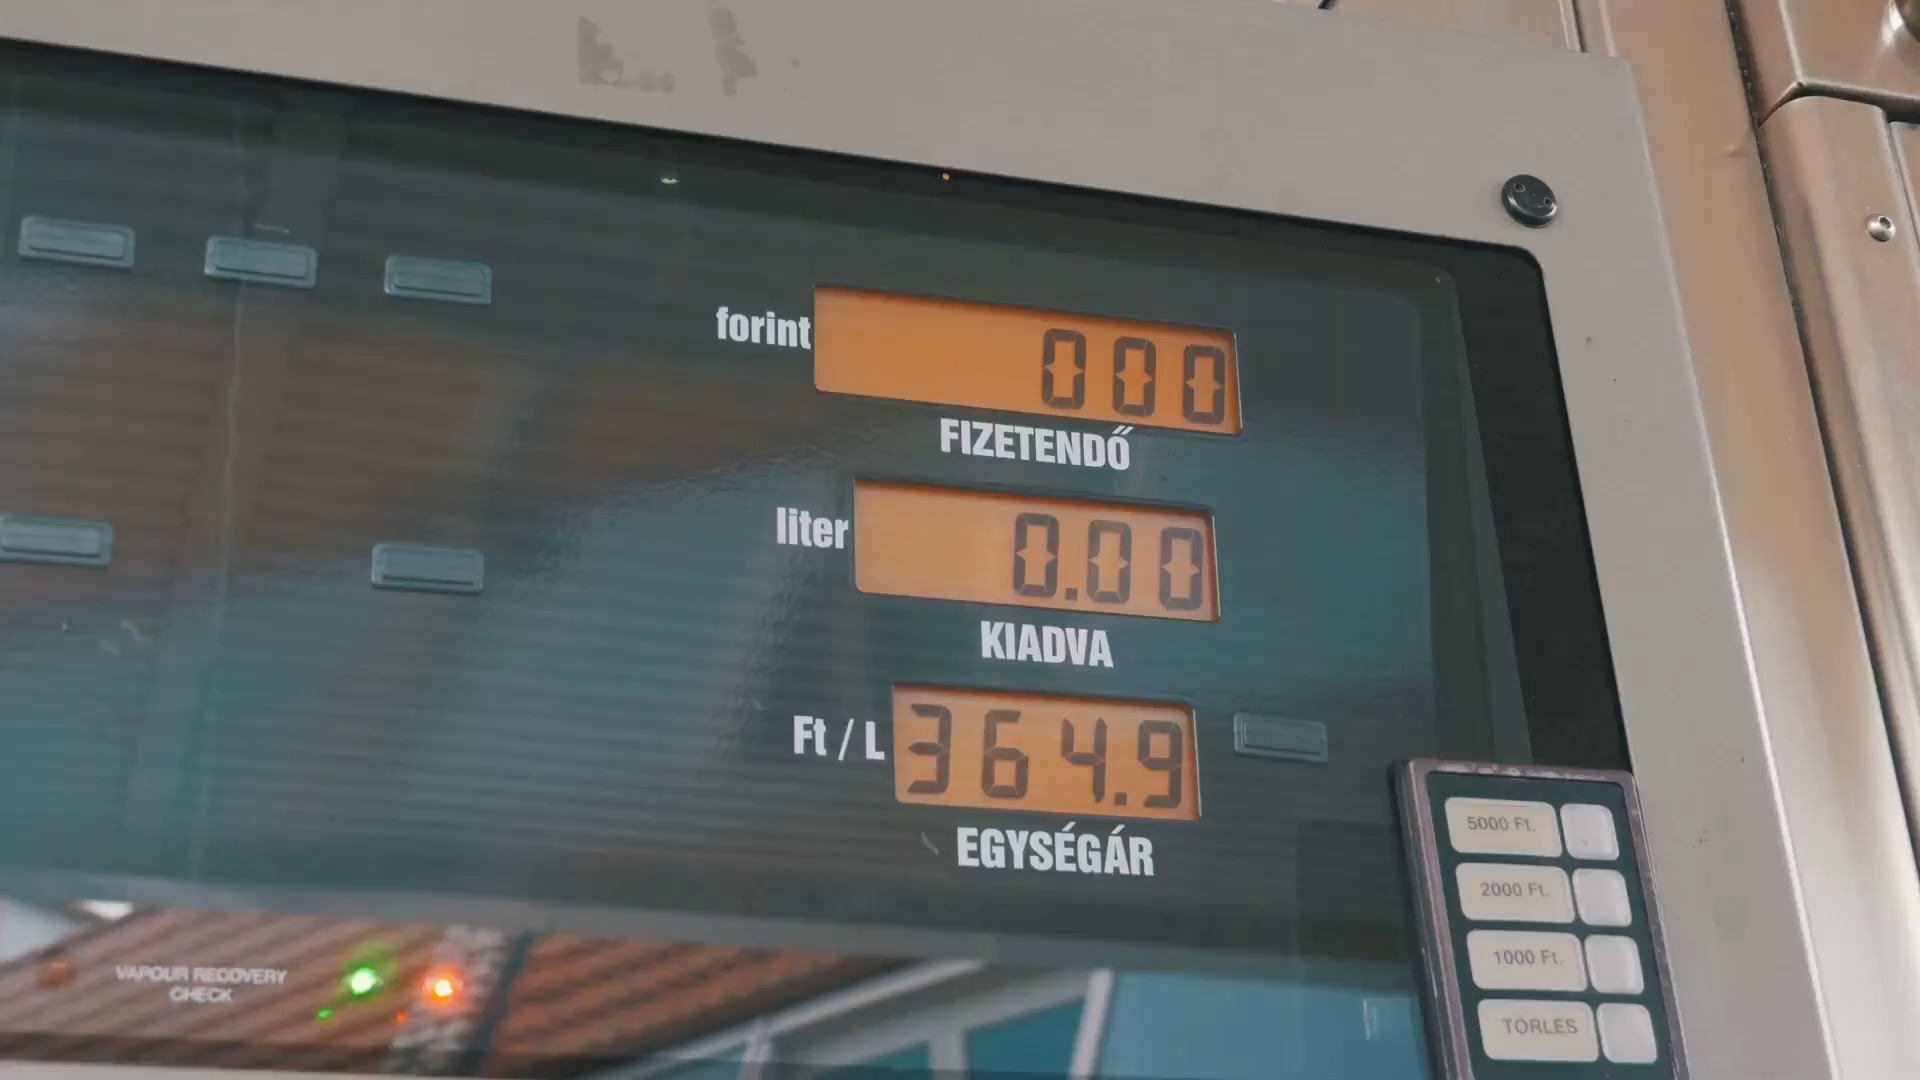 forint 000
FIZETENDŐ
liter 0.00
KIADVA
Ft / L 364.9
EGYSÉGÁR
5000 Ft.
2000 Ft.
1000 Ft.
TÖRLES
VAPOUR RECOVERY
CHECK